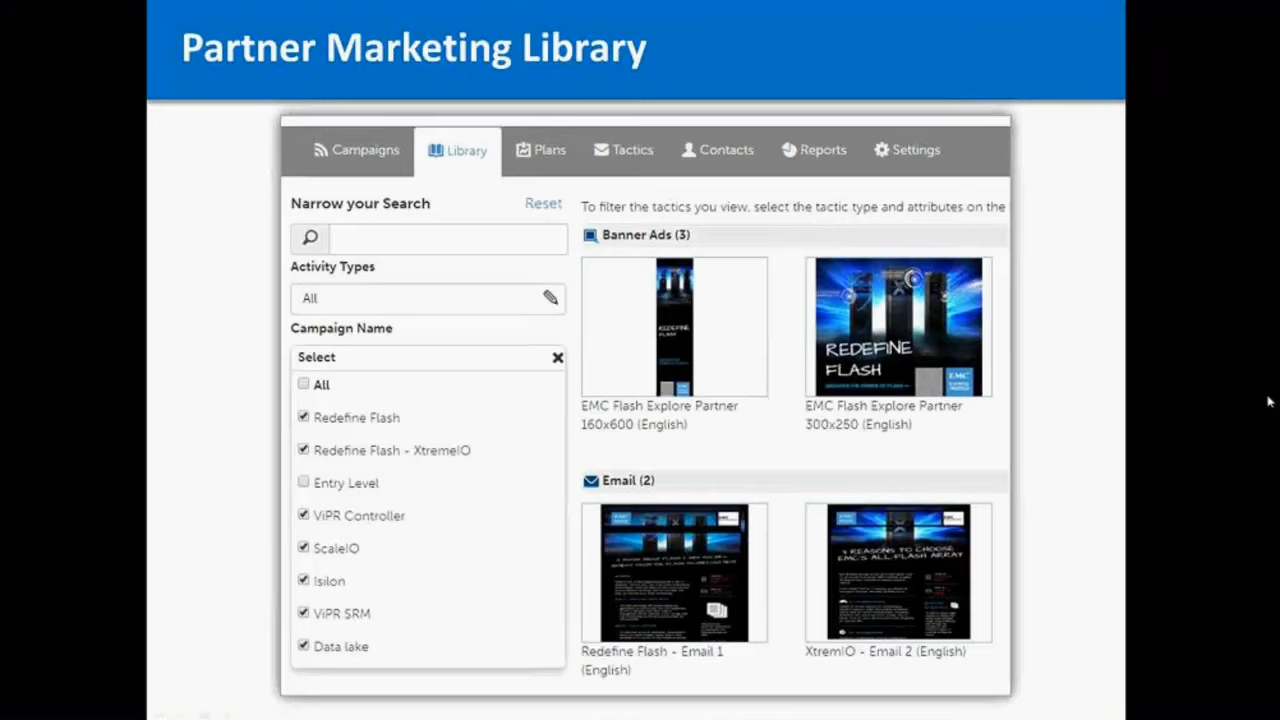 Partner Marketing Library
Campaigns Library Plans Tactics Contacts Reports Settings
Narrow your Search Reset
Activity Types
All
Campaign Name
Select
All
Redefine Flash
Redefine Flash - XtremeIO
Entry Level
ViPR Controller
ScaleIO
Isilon
ViPR SRM
Data lake
To filter the tactics you view, select the tactic type and attributes on the
Banner Ads (3)
REDEFINE
FLASH
REDEFINE
FLASH
EMC
EMC Flash Explore Partner
160x600 (English)
EMC Flash Explore Partner
300x250 (English)
Email (2)
3 REASONS TO CHOOSE
EMC'S ALL-FLASH ARRAY
Redefine Flash - Email 1
(English)
XtremIO - Email 2 (English)